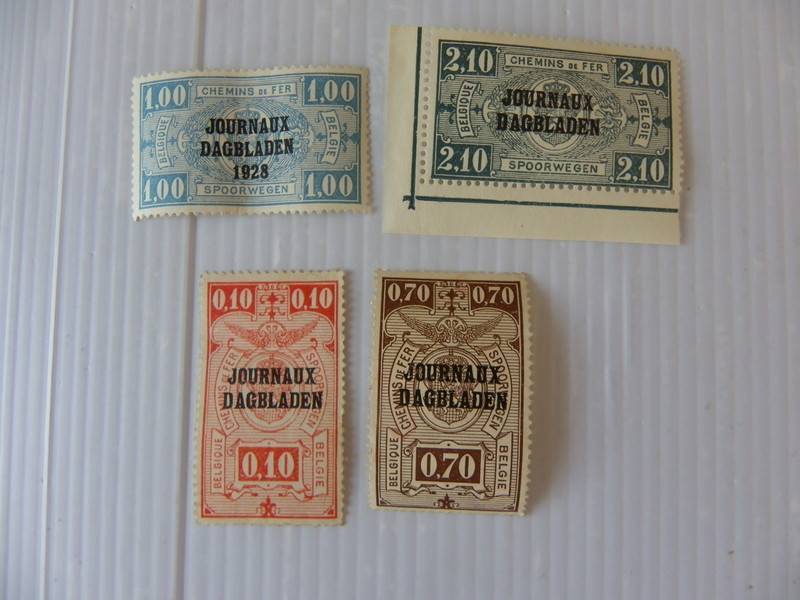 1,00 CHEMINS DE FER 1,00
BELGIQUE BELGIE
JOURNAUX
DAGBLADEN
1928
1,00 SPOORWEGEN 1,00
2,10 CHEMINS DE FER 2,10
BELGIQUE BELGIE
JOURNAUX
DAGBLADEN
2,10 SPOORWEGEN 2,10
0,10 0,10
CHEMINS DE FER SPOORWEGEN
JOURNAUX
DAGBLADEN
BELGIQUE 0,10 BELGIE
0,70 0,70
CHEMINS DE FER SPOORWEGEN
JOURNAUX
DAGBLADEN
BELGIQUE 0,70 BELGIE